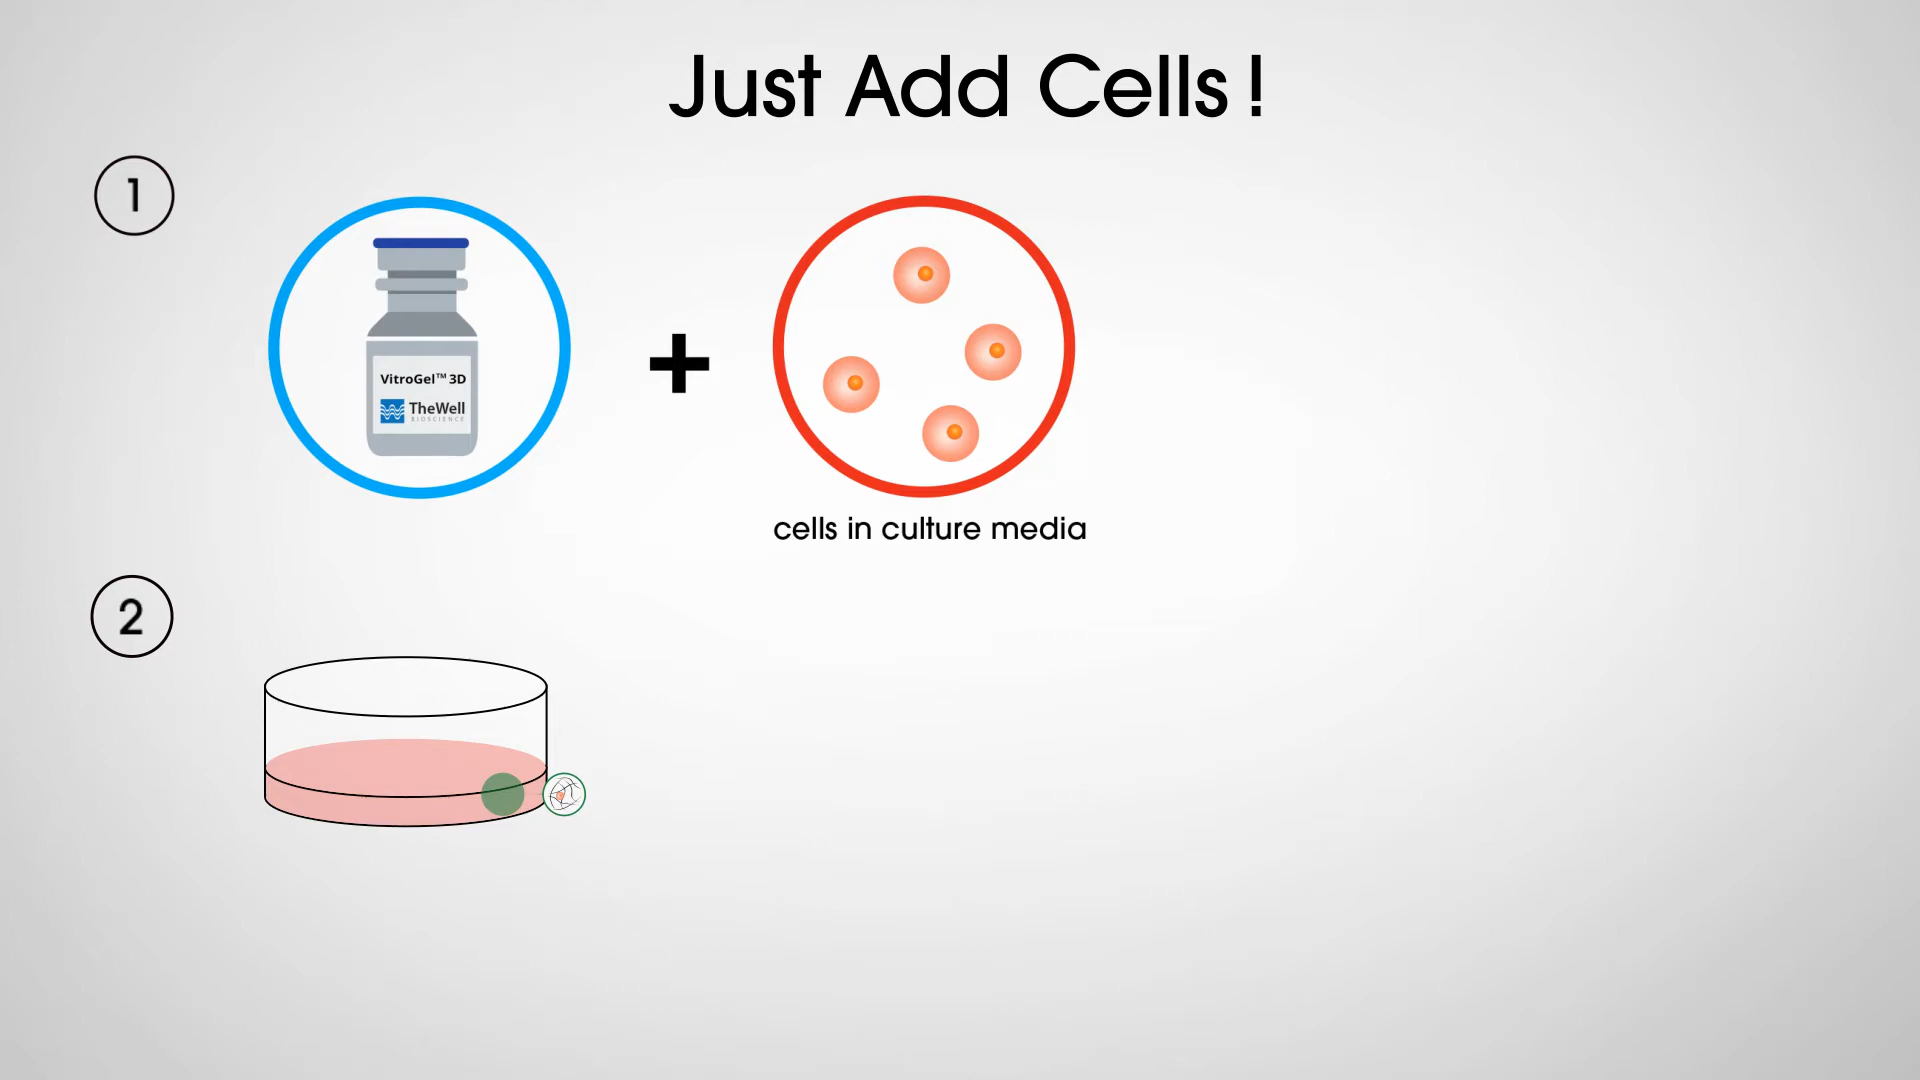 Just Add Cells !
1
VitroGel™ 3D
TheWell
BIOSCIENCE
cells in culture media
2